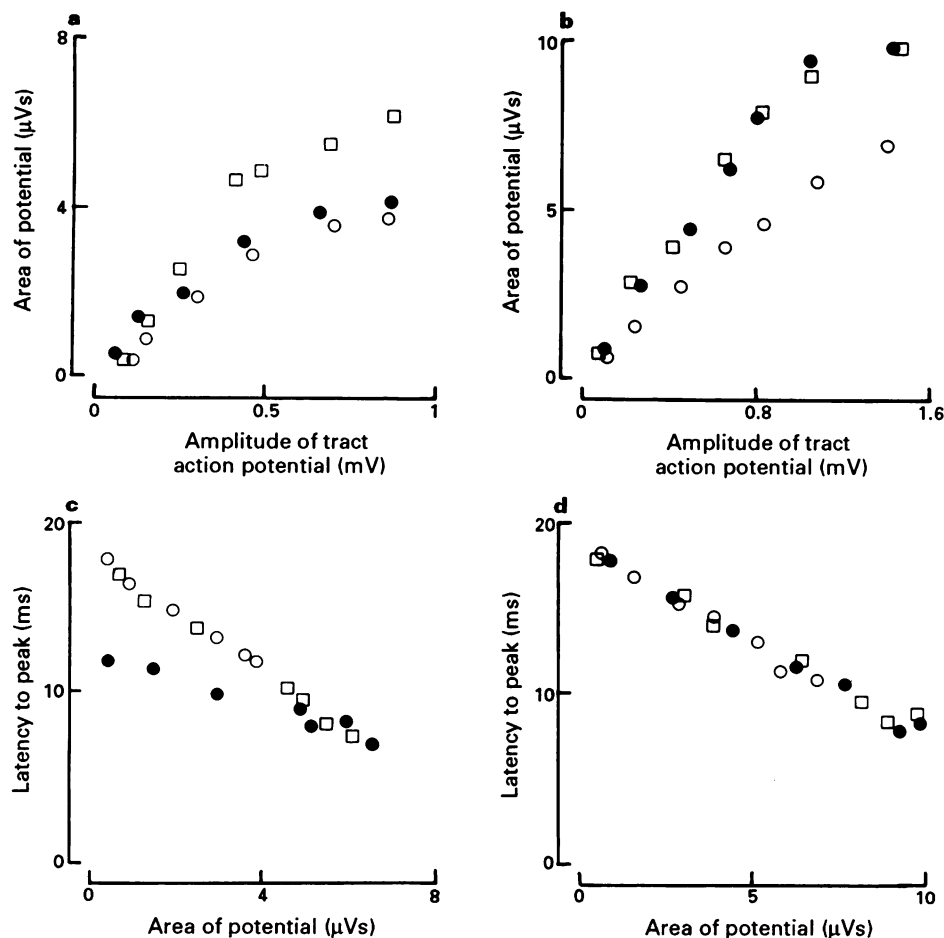 a
8
4
0
Area of potential (µVs)
0
0.5
1
Amplitude of tract
action potential (mV)
b
10
5
0
Area of potential (µVs)
0
0.8
1.6
Amplitude of tract
action potential (mV)
c
20
10
0
Latency to peak (ms)
0
4
8
Area of potential (µVs)
d
20
10
0
Latency to peak (ms)
0
5
10
Area of potential (µVs)